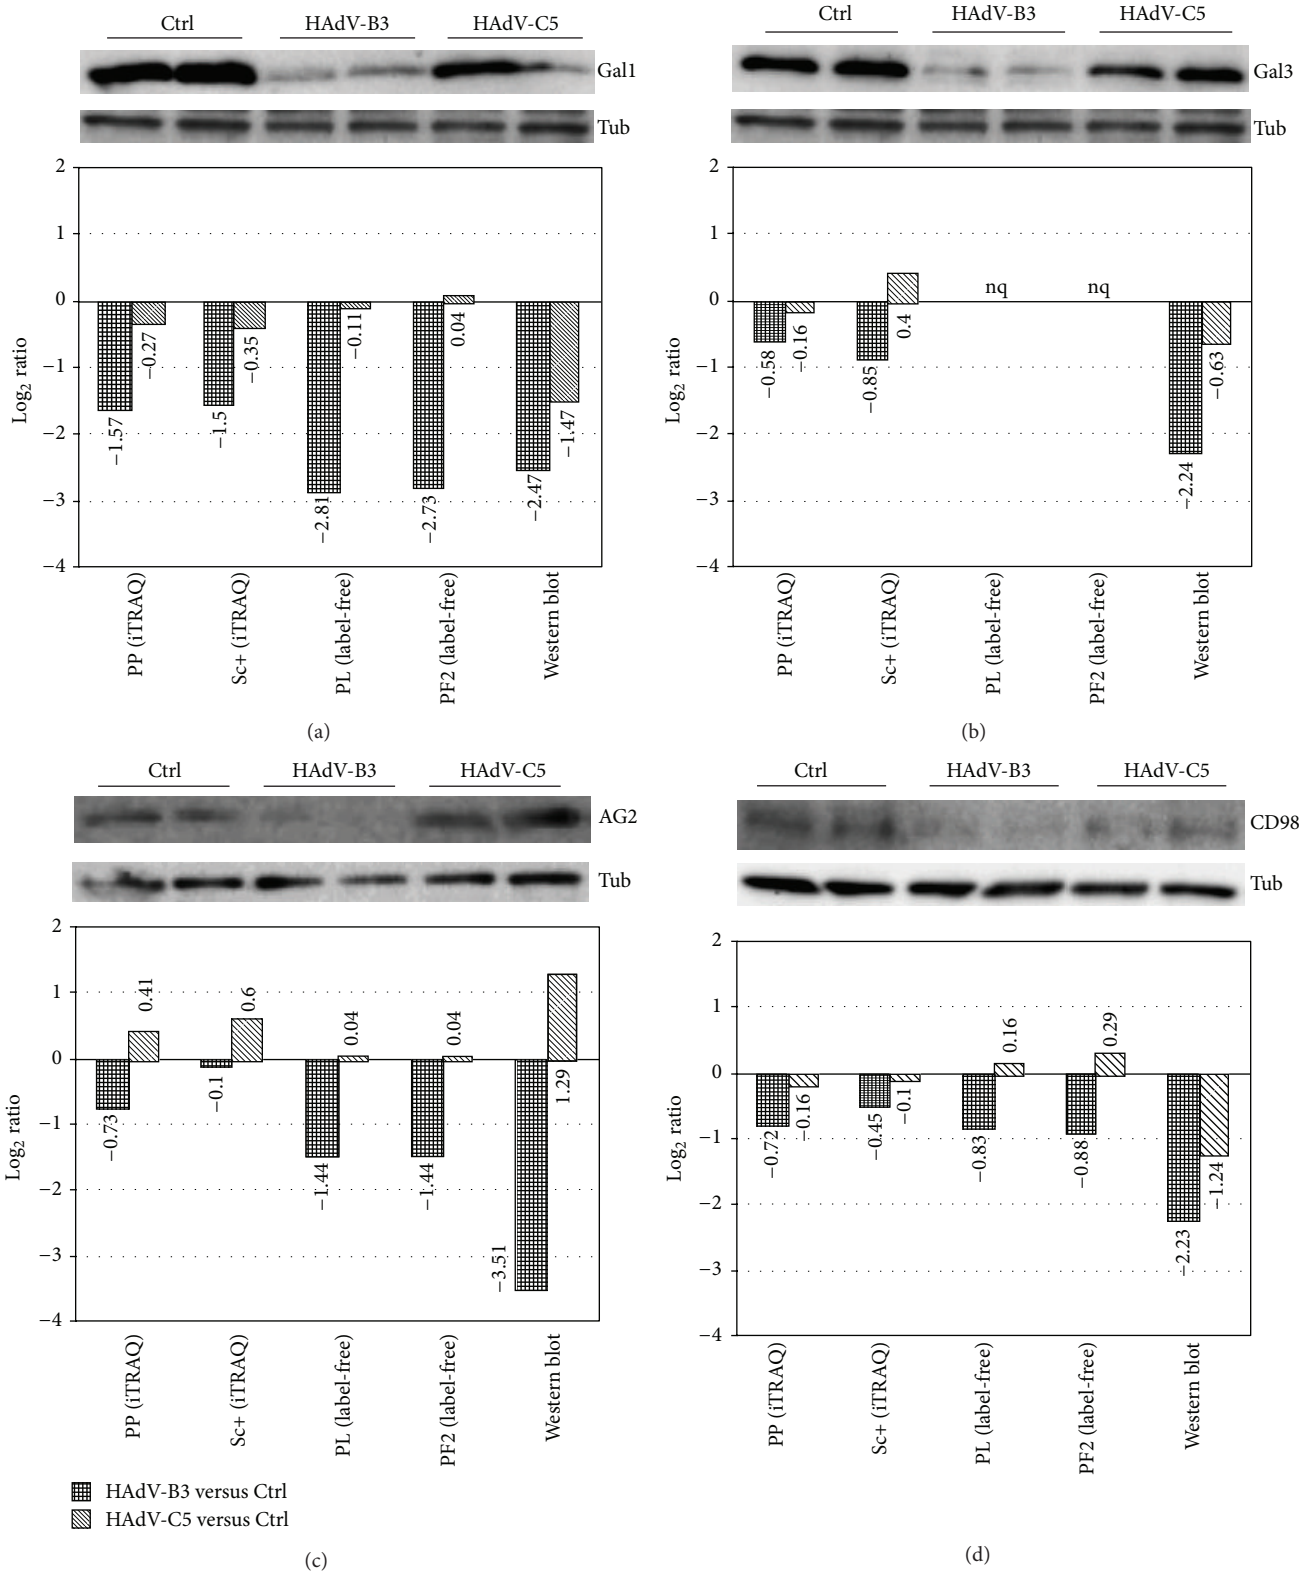 Ctrl HAdV-B3 HAdV-C5
Gal1
Tub
2
1
0
−1
−2
−3
−4
Log2 ratio
−1.57 −0.27 −1.5 −0.35 −2.81 −0.11 −2.73 0.04 −2.47 −1.47
PP (iTRAQ)
Sc+ (iTRAQ)
PL (label-free)
PF2 (label-free)
Western blot
(a)
Ctrl HAdV-B3 HAdV-C5
Gal3
Tub
2
1
0
−1
−2
−3
−4
Log2 ratio
−0.58 −0.16 −0.85 0.4 nq nq −2.24 −0.63
PP (iTRAQ)
Sc+ (iTRAQ)
PL (label-free)
PF2 (label-free)
Western blot
(b)
Ctrl HAdV-B3 HAdV-C5
AG2
Tub
2
1
0
−1
−2
−3
−4
Log2 ratio
−0.73 0.41 −0.1 0.6 −1.44 0.04 −1.44 0.04 −3.51 1.29
PP (iTRAQ)
Sc+ (iTRAQ)
PL (label-free)
PF2 (label-free)
Western blot
HAdV-B3 versus Ctrl
HAdV-C5 versus Ctrl
(c)
Ctrl HAdV-B3 HAdV-C5
CD98
Tub
2
1
0
−1
−2
−3
−4
Log2 ratio
−0.72 −0.16 −0.45 −0.1 −0.83 0.16 −0.88 0.29 −2.23 −1.24
PP (iTRAQ)
Sc+ (iTRAQ)
PL (label-free)
PF2 (label-free)
Western blot
(d)